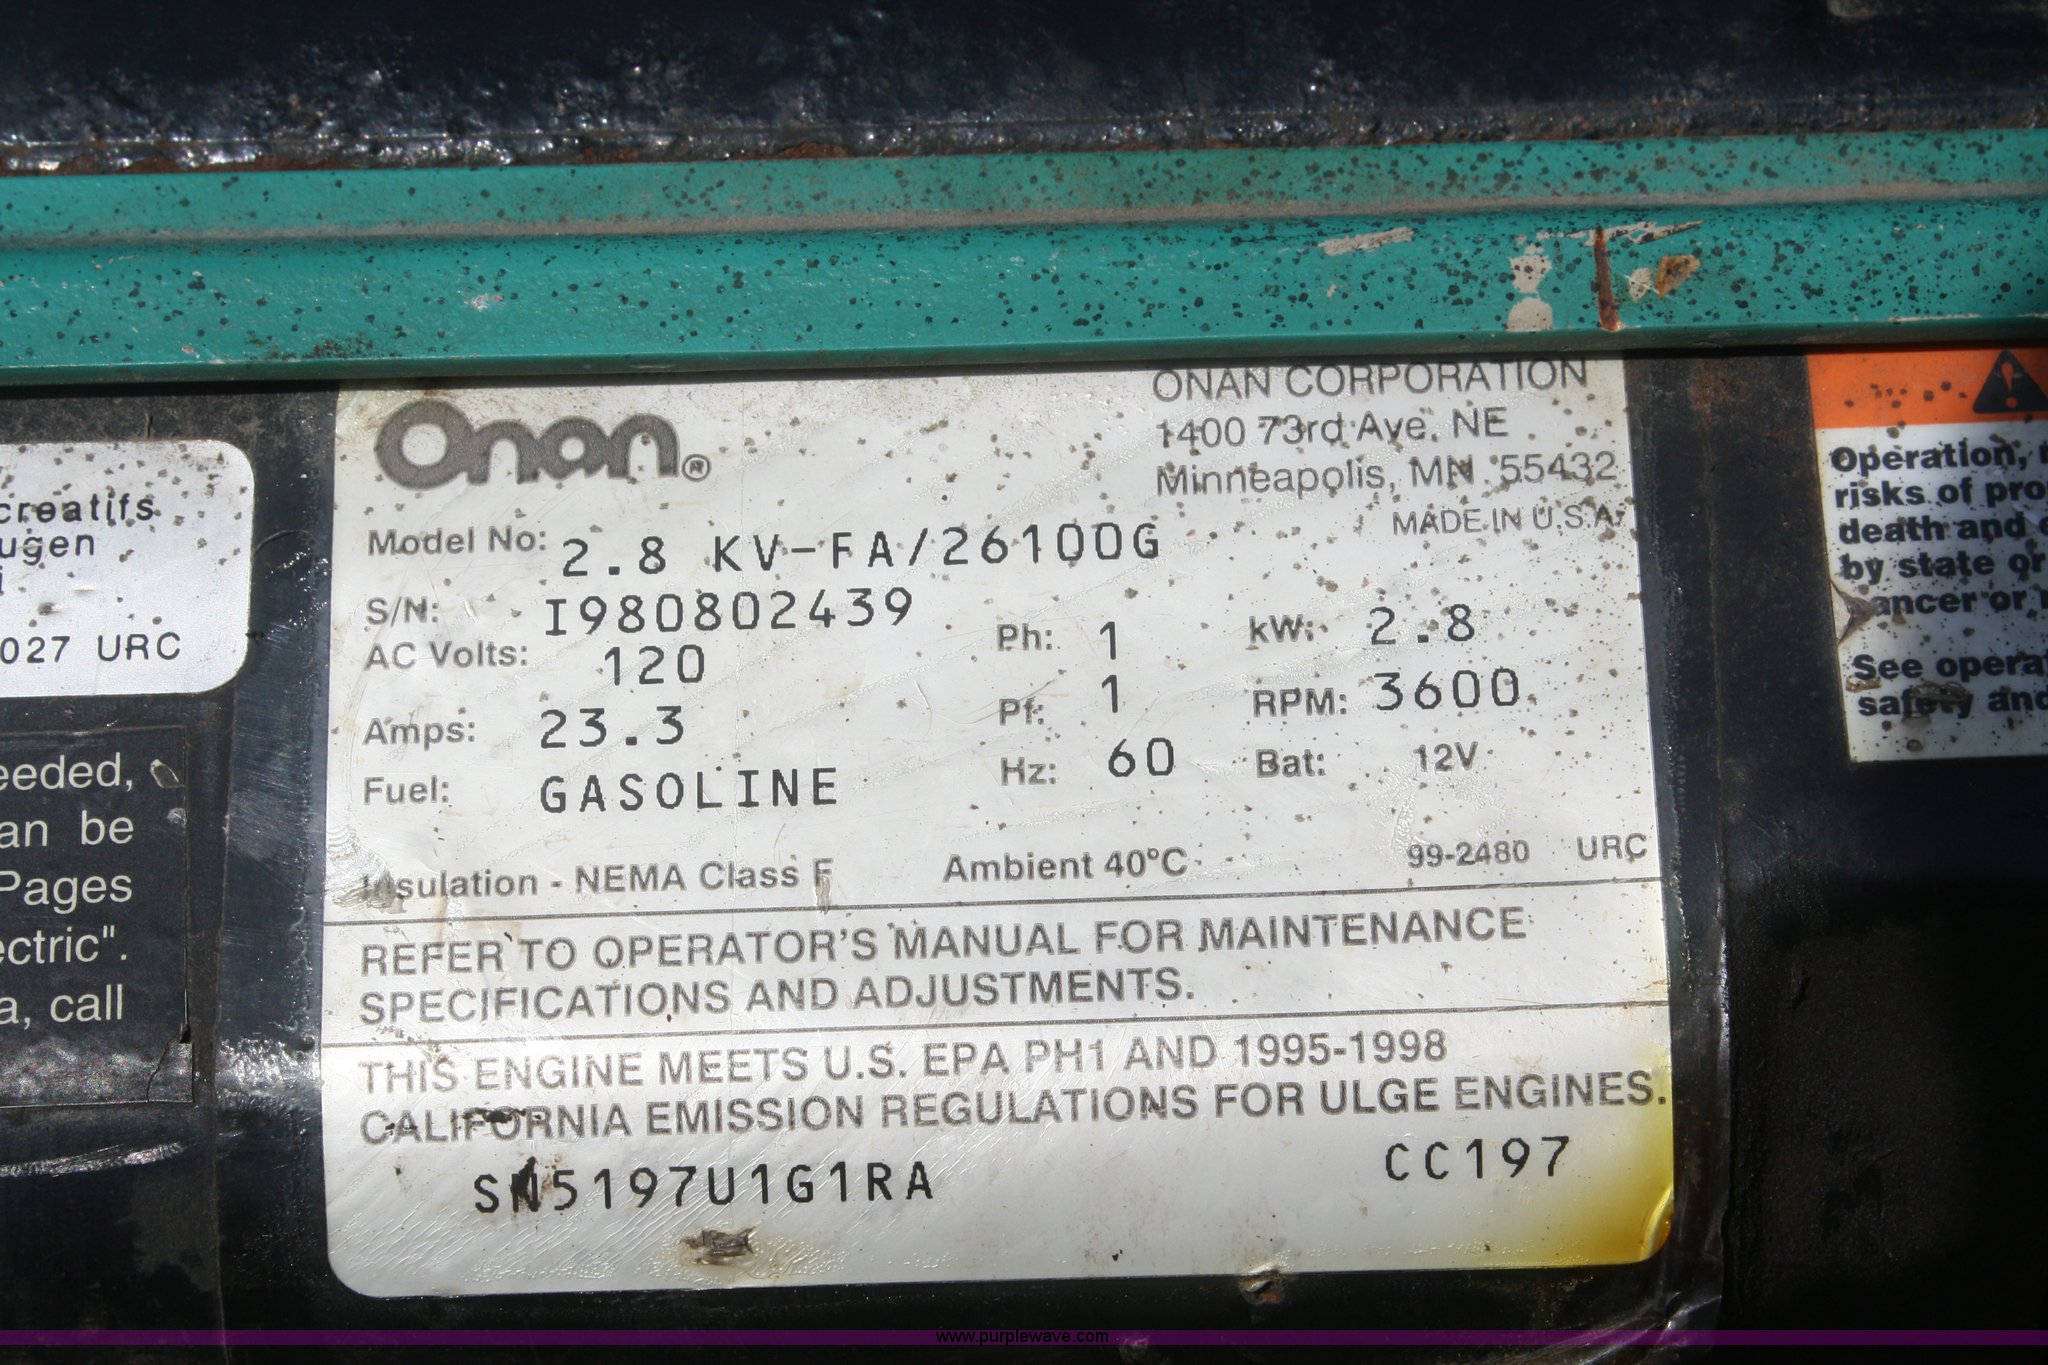 Onan®
ONAN CORPORATION
1400 73rd Ave. NE
Minneapolis, MN 55432
MADE IN U.S.A.
Model No: 2.8 KV-FA/26100G
S/N: I980802439
AC Volts: 120
Ph: 1
kW: 2.8
Amps: 23.3
Pf: 1
RPM: 3600
Fuel: GASOLINE
Hz: 60
Bat: 12V
Insulation - NEMA Class F
Ambient 40°C
99-2480 URC
REFER TO OPERATOR'S MANUAL FOR MAINTENANCE
SPECIFICATIONS AND ADJUSTMENTS.
THIS ENGINE MEETS U.S. EPA PH1 AND 1995-1998
CALIFORNIA EMISSION REGULATIONS FOR ULGE ENGINES.
SN5197U1G1RA
CC197
creatifs
ugen
i
027 URC
eeded,
an be
Pages
ectric".
a, call
Operation,
risks of pro
death and
by state or
ancer or
See opera
safety and
www.purplewave.com